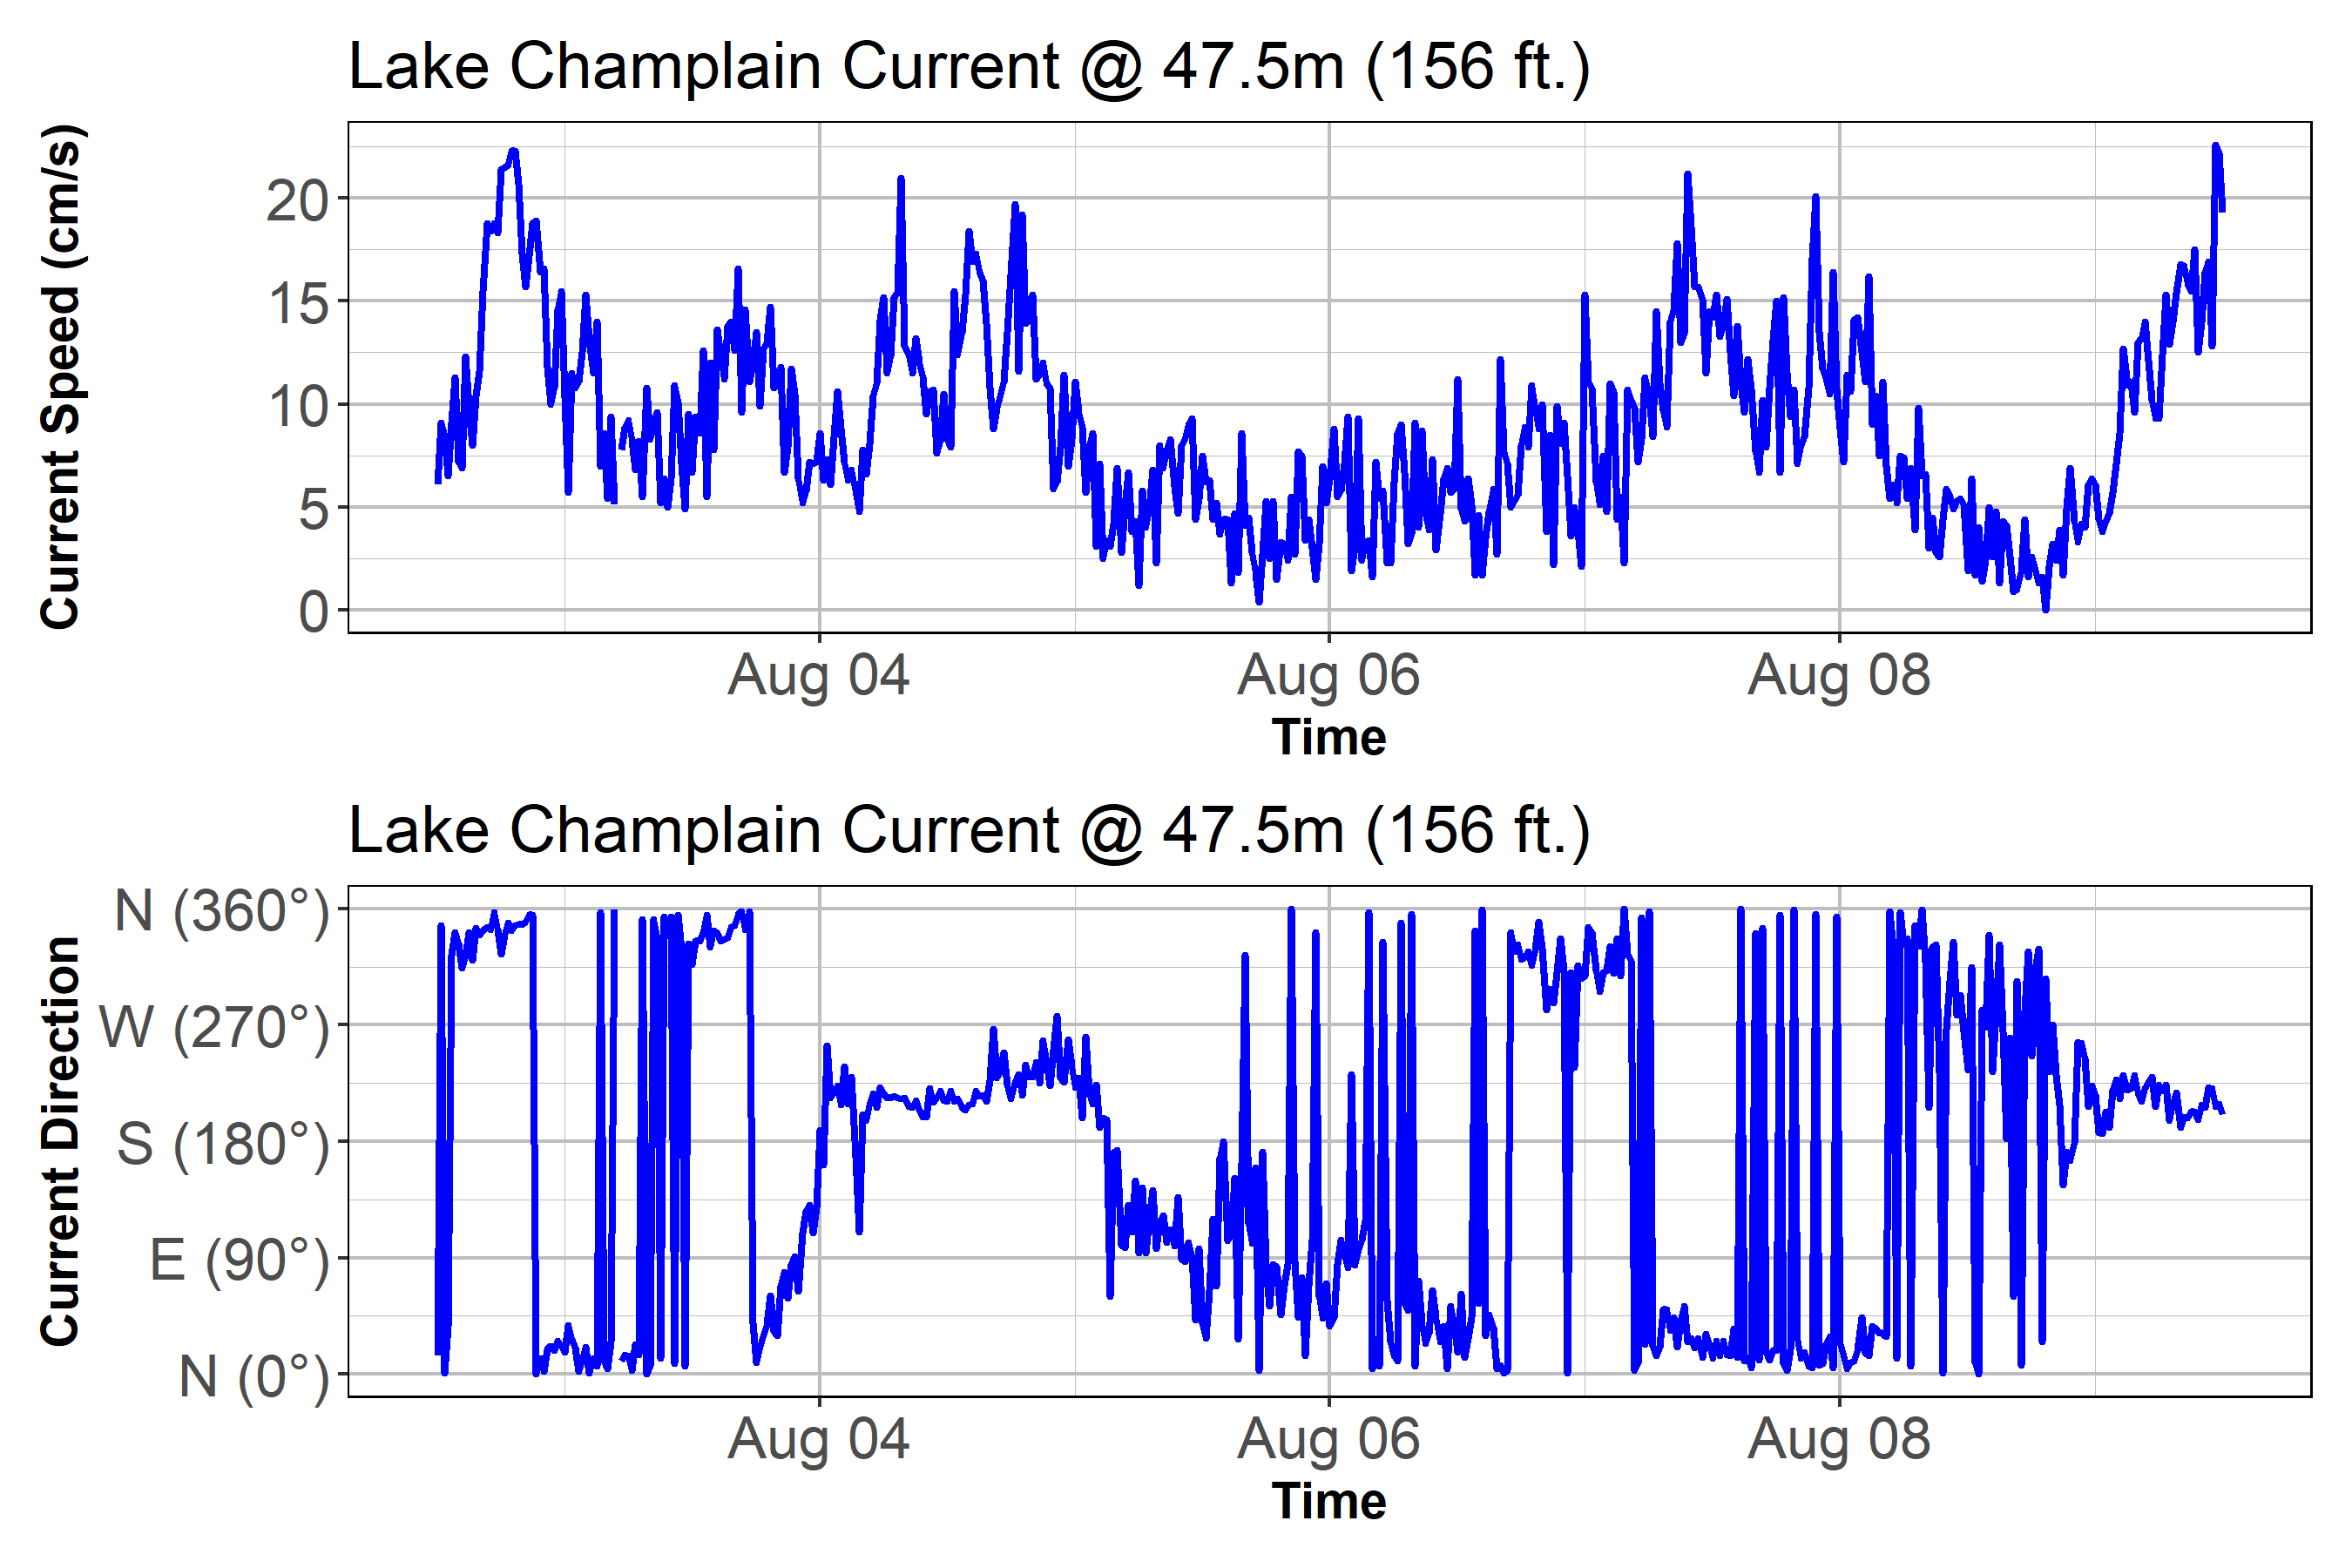 Lake Champlain Current @ 47.5m (156 ft.)
Current Speed (cm/s)
20
15
10
5
0
Aug 04 Aug 06 Aug 08
Time
Lake Champlain Current @ 47.5m (156 ft.)
Current Direction
N (360°)
W (270°)
S (180°)
E (90°)
N (0°)
Aug 04 Aug 06 Aug 08
Time